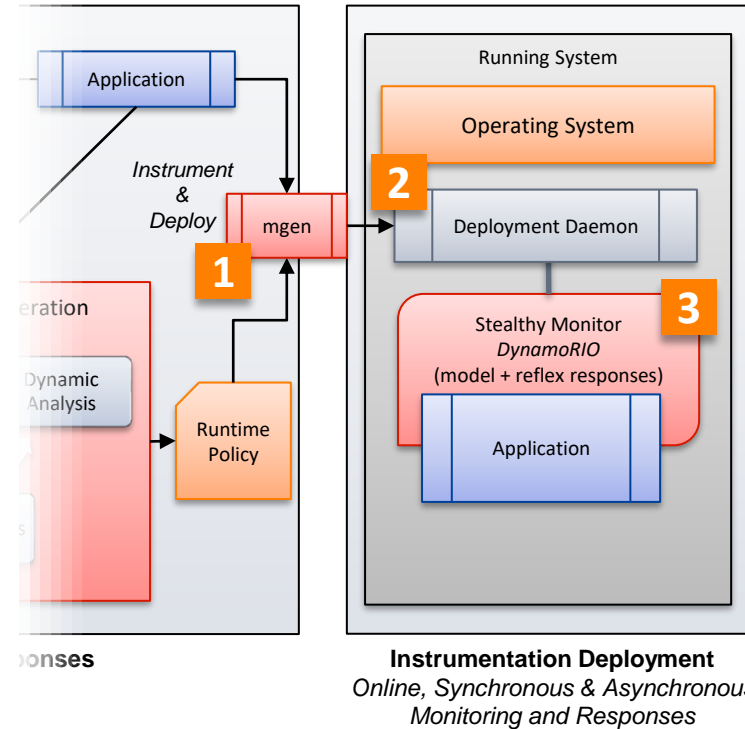 Application
Instrument
&
Deploy
mgen
1
eration
Dynamic
Analysis
s
Runtime
Policy
onses
Running System
Operating System
2
Deployment Daemon
3
Stealthy Monitor
DynamoRIO
(model + reflex responses)
Application
Instrumentation Deployment
Online, Synchronous & Asynchronous
Monitoring and Responses